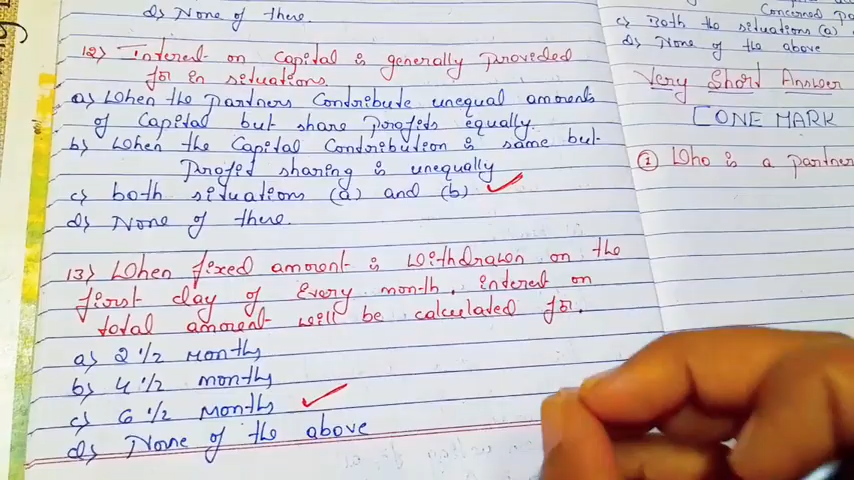 d) None of there.
12) Interest on capital is generally provided
for in situations
a) When the partners contribute unequal amounts
of capital but share profits equally.
b) When the capital contribution is same but
profit sharing is unequally
c) both situations (a) and (b) ✓
d) None of there.
13) When fixed amount is withdrawn on the
first day of every month. interest on
total amount will be calculated for.
a) 2 1/2 months
b) 4 1/2 months
c) 6 1/2 months ✓
d) None of the above
Concerned
c) Both the situations (a)
d) None of the above
Very Short Answer
[ONE MARK
① Who is a partner